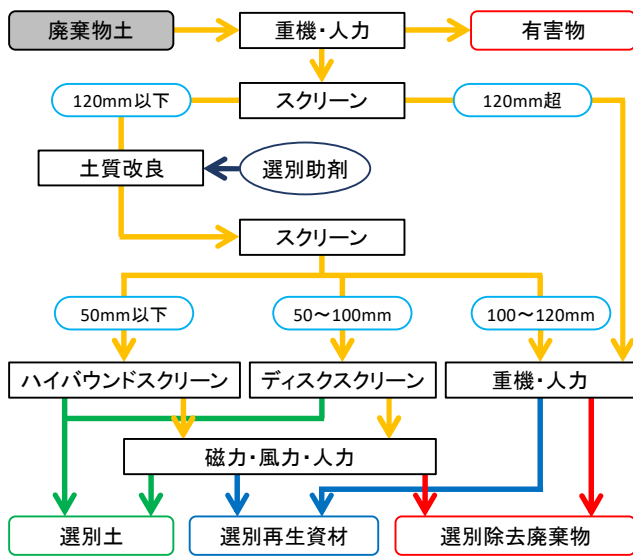 廃棄物土
重機・人力
有害物
120mm以下
スクリーン
120mm超
土質改良
選別助剤
スクリーン
50mm以下
50～100mm
100～120mm
ハイバウンドスクリーン
ディスクスクリーン
重機・人力
磁力・風力・人力
選別土
選別再生資材
選別除去廃棄物